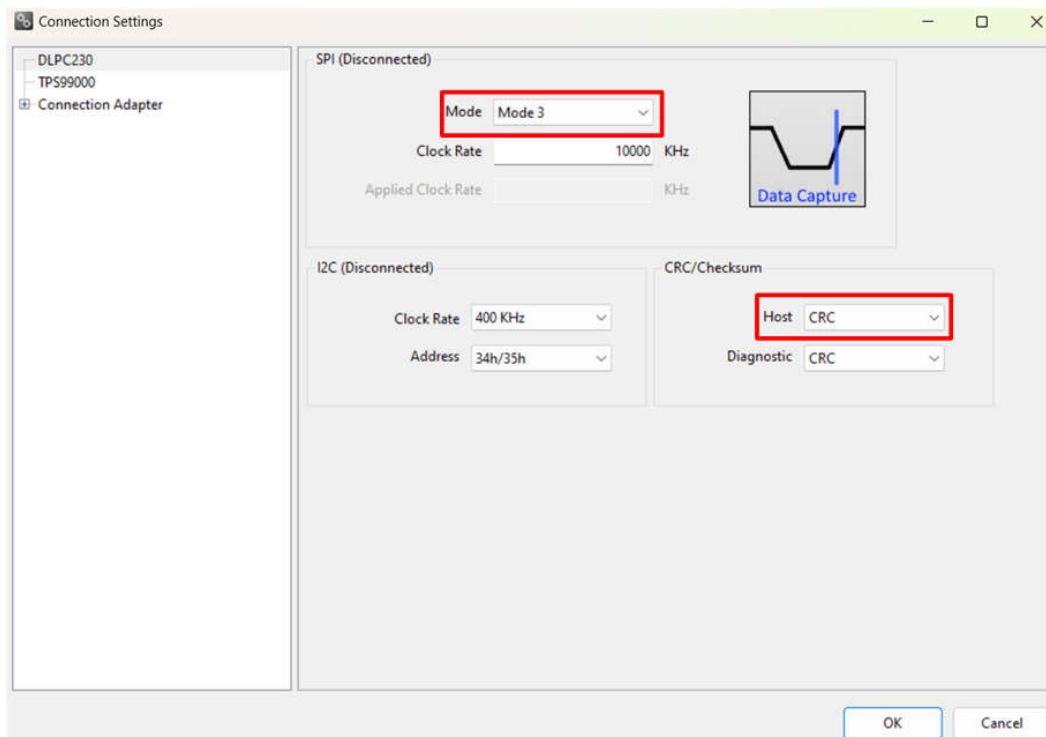 Connection Settings
DLPC230
TPS99000
Connection Adapter
SPI (Disconnected)
Mode Mode 3
Clock Rate 10000 KHz
Applied Clock Rate KHz
Data Capture
I2C (Disconnected)
Clock Rate 400 KHz
Address 34h/35h
CRC/Checksum
Host CRC
Diagnostic CRC
OK Cancel